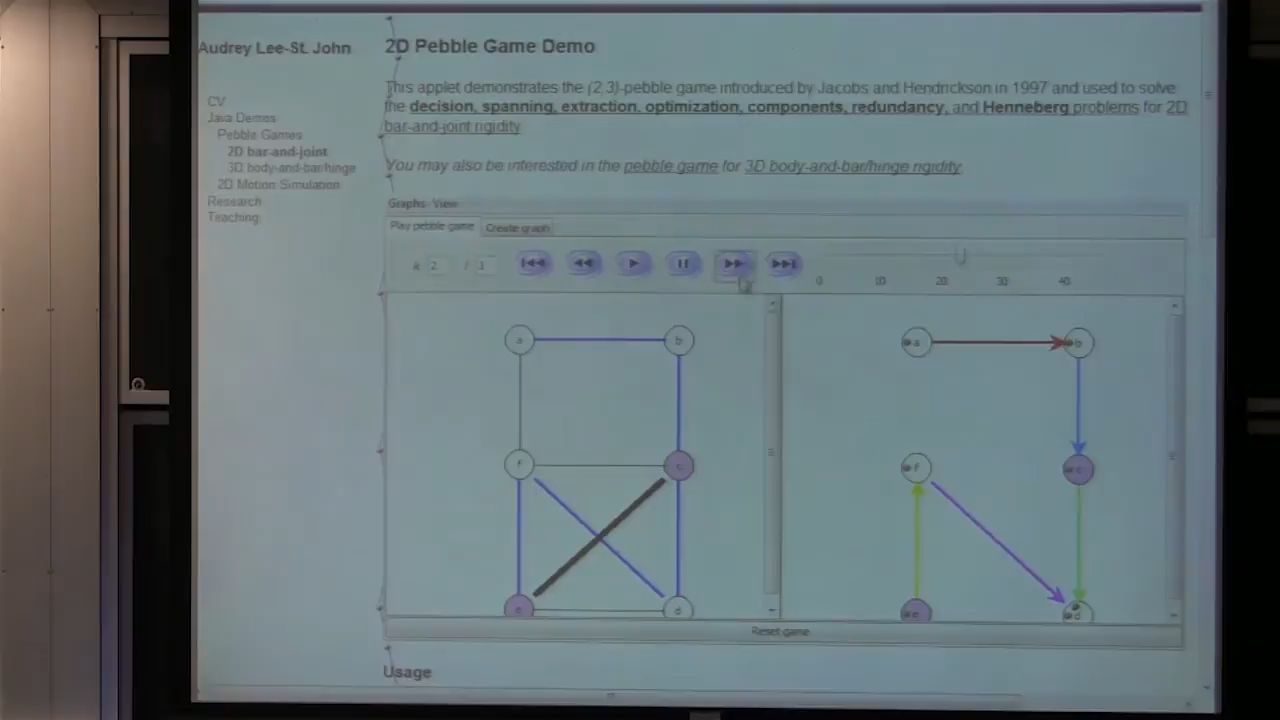 Audrey Lee-St. John
CV
Java Demos
Pebble Games
2D bar-and-joint
3D body-and-bar/hinge
2D Motion Simulation
Research
Teaching
2D Pebble Game Demo
This applet demonstrates the (2,3)-pebble game introduced by Jacobs and Hendrickson in 1997 and used to solve
the decision, spanning, extraction, optimization, components, redundancy, and Henneberg problems for 2D
bar-and-joint rigidity
You may also be interested in the pebble game for 3D body-and-bar/hinge rigidity
Graphs View
Play pebble game Create graph
k 2 l 3
0 10 20 30 40
a b
f c
e d
a b
f c
e d
Reset game
Usage